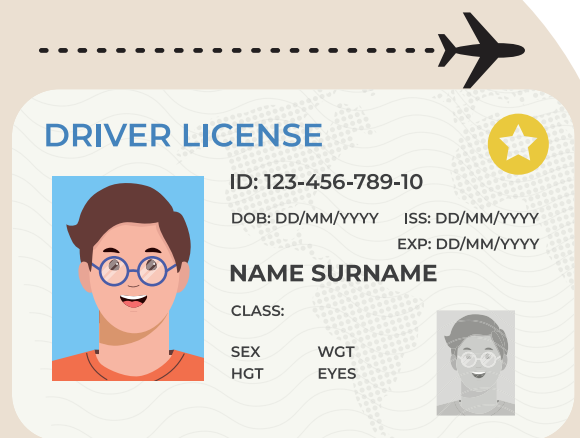 DRIVER LICENSE
ID: 123-456-789-10
DOB: DD/MM/YYYY ISS: DD/MM/YYYY
EXP: DD/MM/YYYY
NAME SURNAME
CLASS:
SEX WGT
HGT EYES